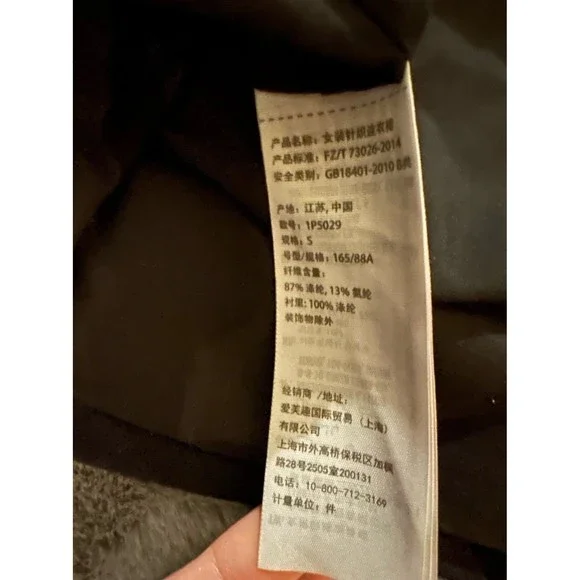 产品名称：女装针织连衣裙
产品标准：FZ/T 73026-2014
安全类别：GB18401-2010 B类
产地：江苏, 中国
款号：1P5029
规格：S
号型/规格：165/88A
纤维含量：
87% 涤纶, 13% 氨纶
衬里: 100% 涤纶
装饰物除外
经销商 /地址：
爱芙趣国际贸易（上海）
有限公司
上海市外高桥保税区加枫
路28号2505室200131
电话：10-800-712-3169
计量单位：件